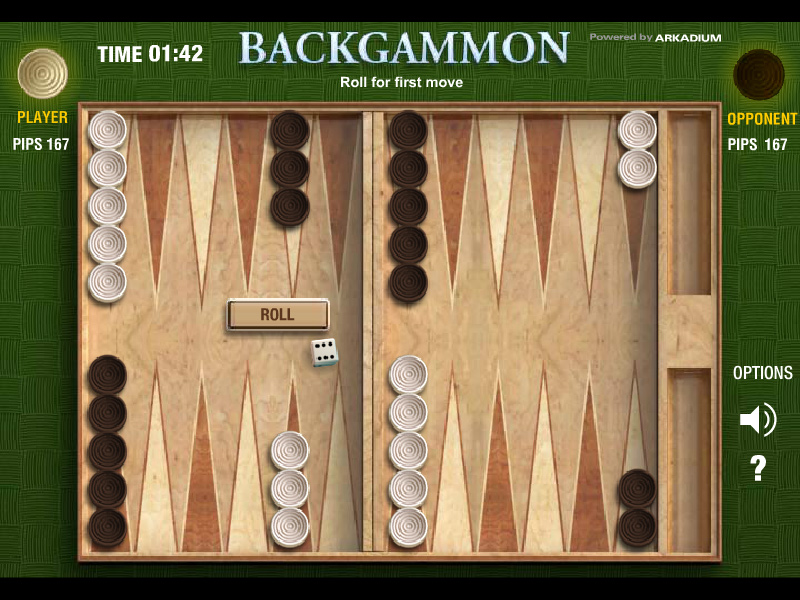 TIME 01:42
BACKGAMMON
Powered by ARKADIUM
Roll for first move
PLAYER
PIPS 167
OPPONENT
PIPS 167
ROLL
OPTIONS
?